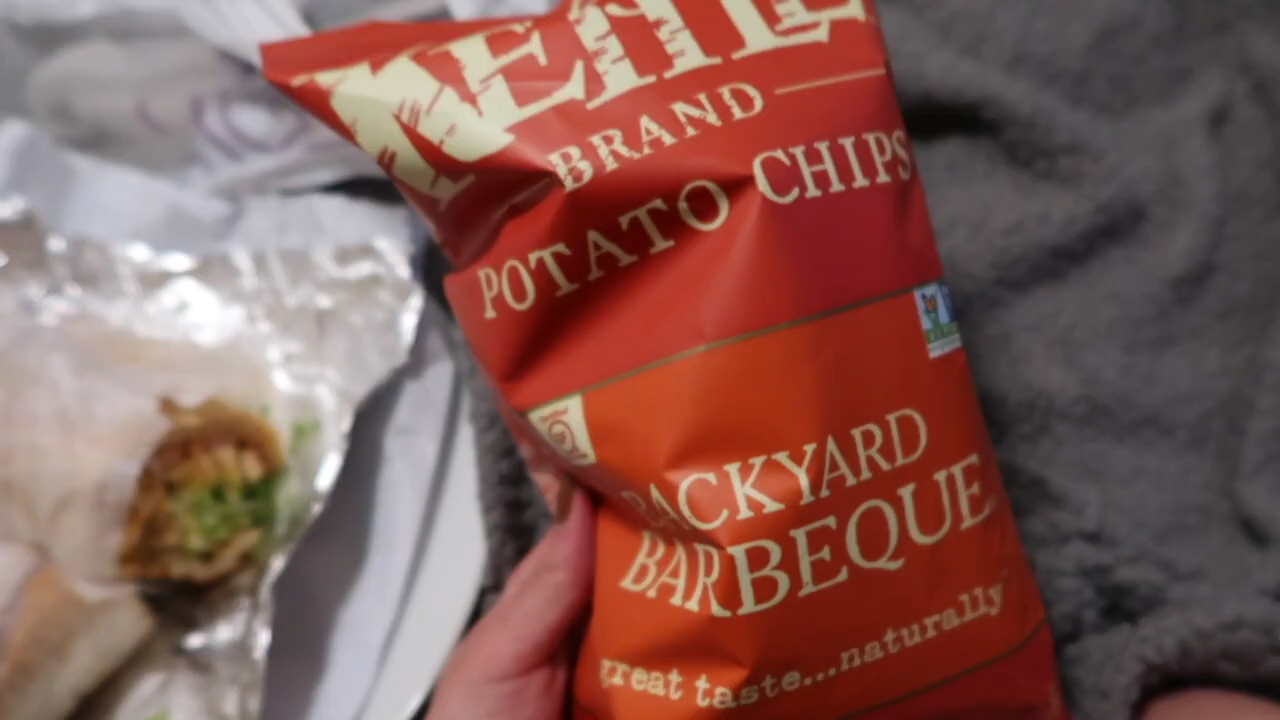 BRAND
POTATO CHIPS
BACKYARD
BARBEQUE
great taste...naturally